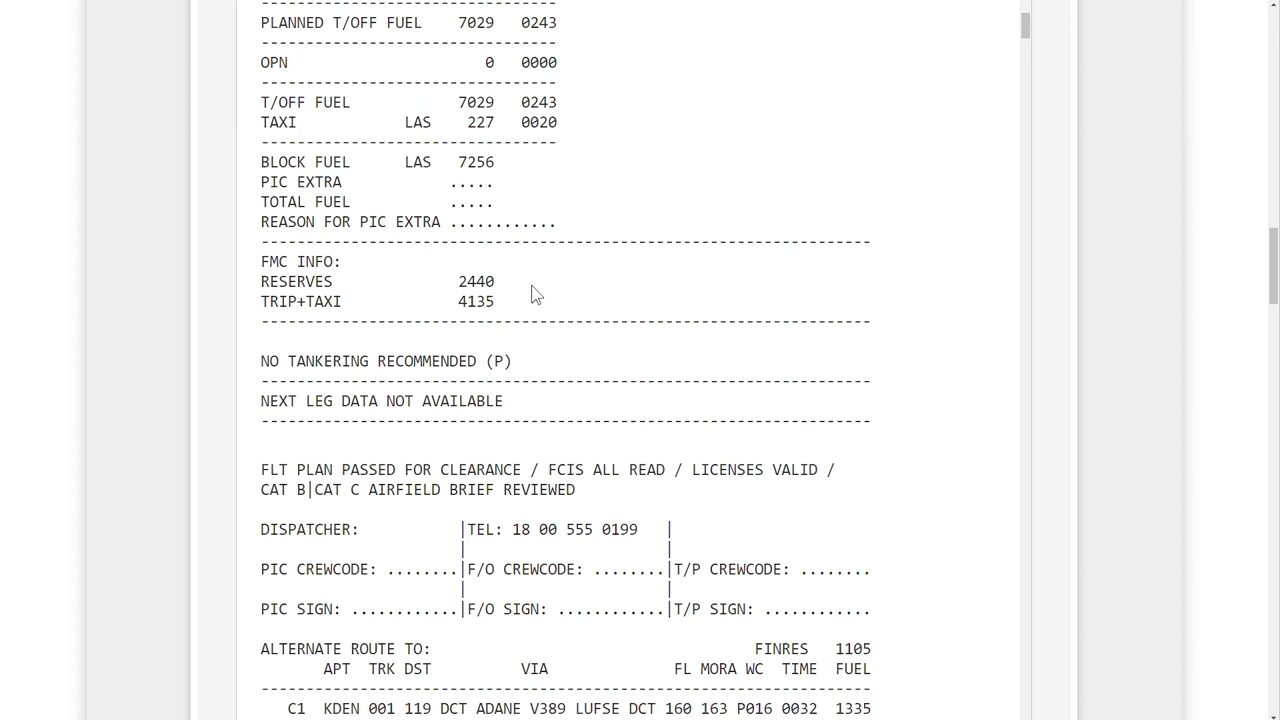 ---------------------------------
PLANNED T/OFF FUEL 7029 0243
---------------------------------
OPN 0 0000
---------------------------------
T/OFF FUEL 7029 0243
TAXI LAS 227 0020
---------------------------------
BLOCK FUEL LAS 7256
PIC EXTRA .....
TOTAL FUEL .....
REASON FOR PIC EXTRA ............
--------------------------------------------------------------------
FMC INFO:
RESERVES 2440
TRIP+TAXI 4135
--------------------------------------------------------------------
NO TANKERING RECOMMENDED (P)
--------------------------------------------------------------------
NEXT LEG DATA NOT AVAILABLE
--------------------------------------------------------------------
FLT PLAN PASSED FOR CLEARANCE / FCIS ALL READ / LICENSES VALID /
CAT B|CAT C AIRFIELD BRIEF REVIEWED
DISPATCHER: |TEL: 18 00 555 0199 |
| |
PIC CREWCODE: ........|F/O CREWCODE: ........|T/P CREWCODE: ........
| |
PIC SIGN: ............|F/O SIGN: ............|T/P SIGN: ............
ALTERNATE ROUTE TO: FINRES 1105
APT TRK DST VIA FL MORA WC TIME FUEL
--------------------------------------------------------------------
C1 KDEN 001 119 DCT ADANE V389 LUFSE DCT 160 163 P016 0032 1335